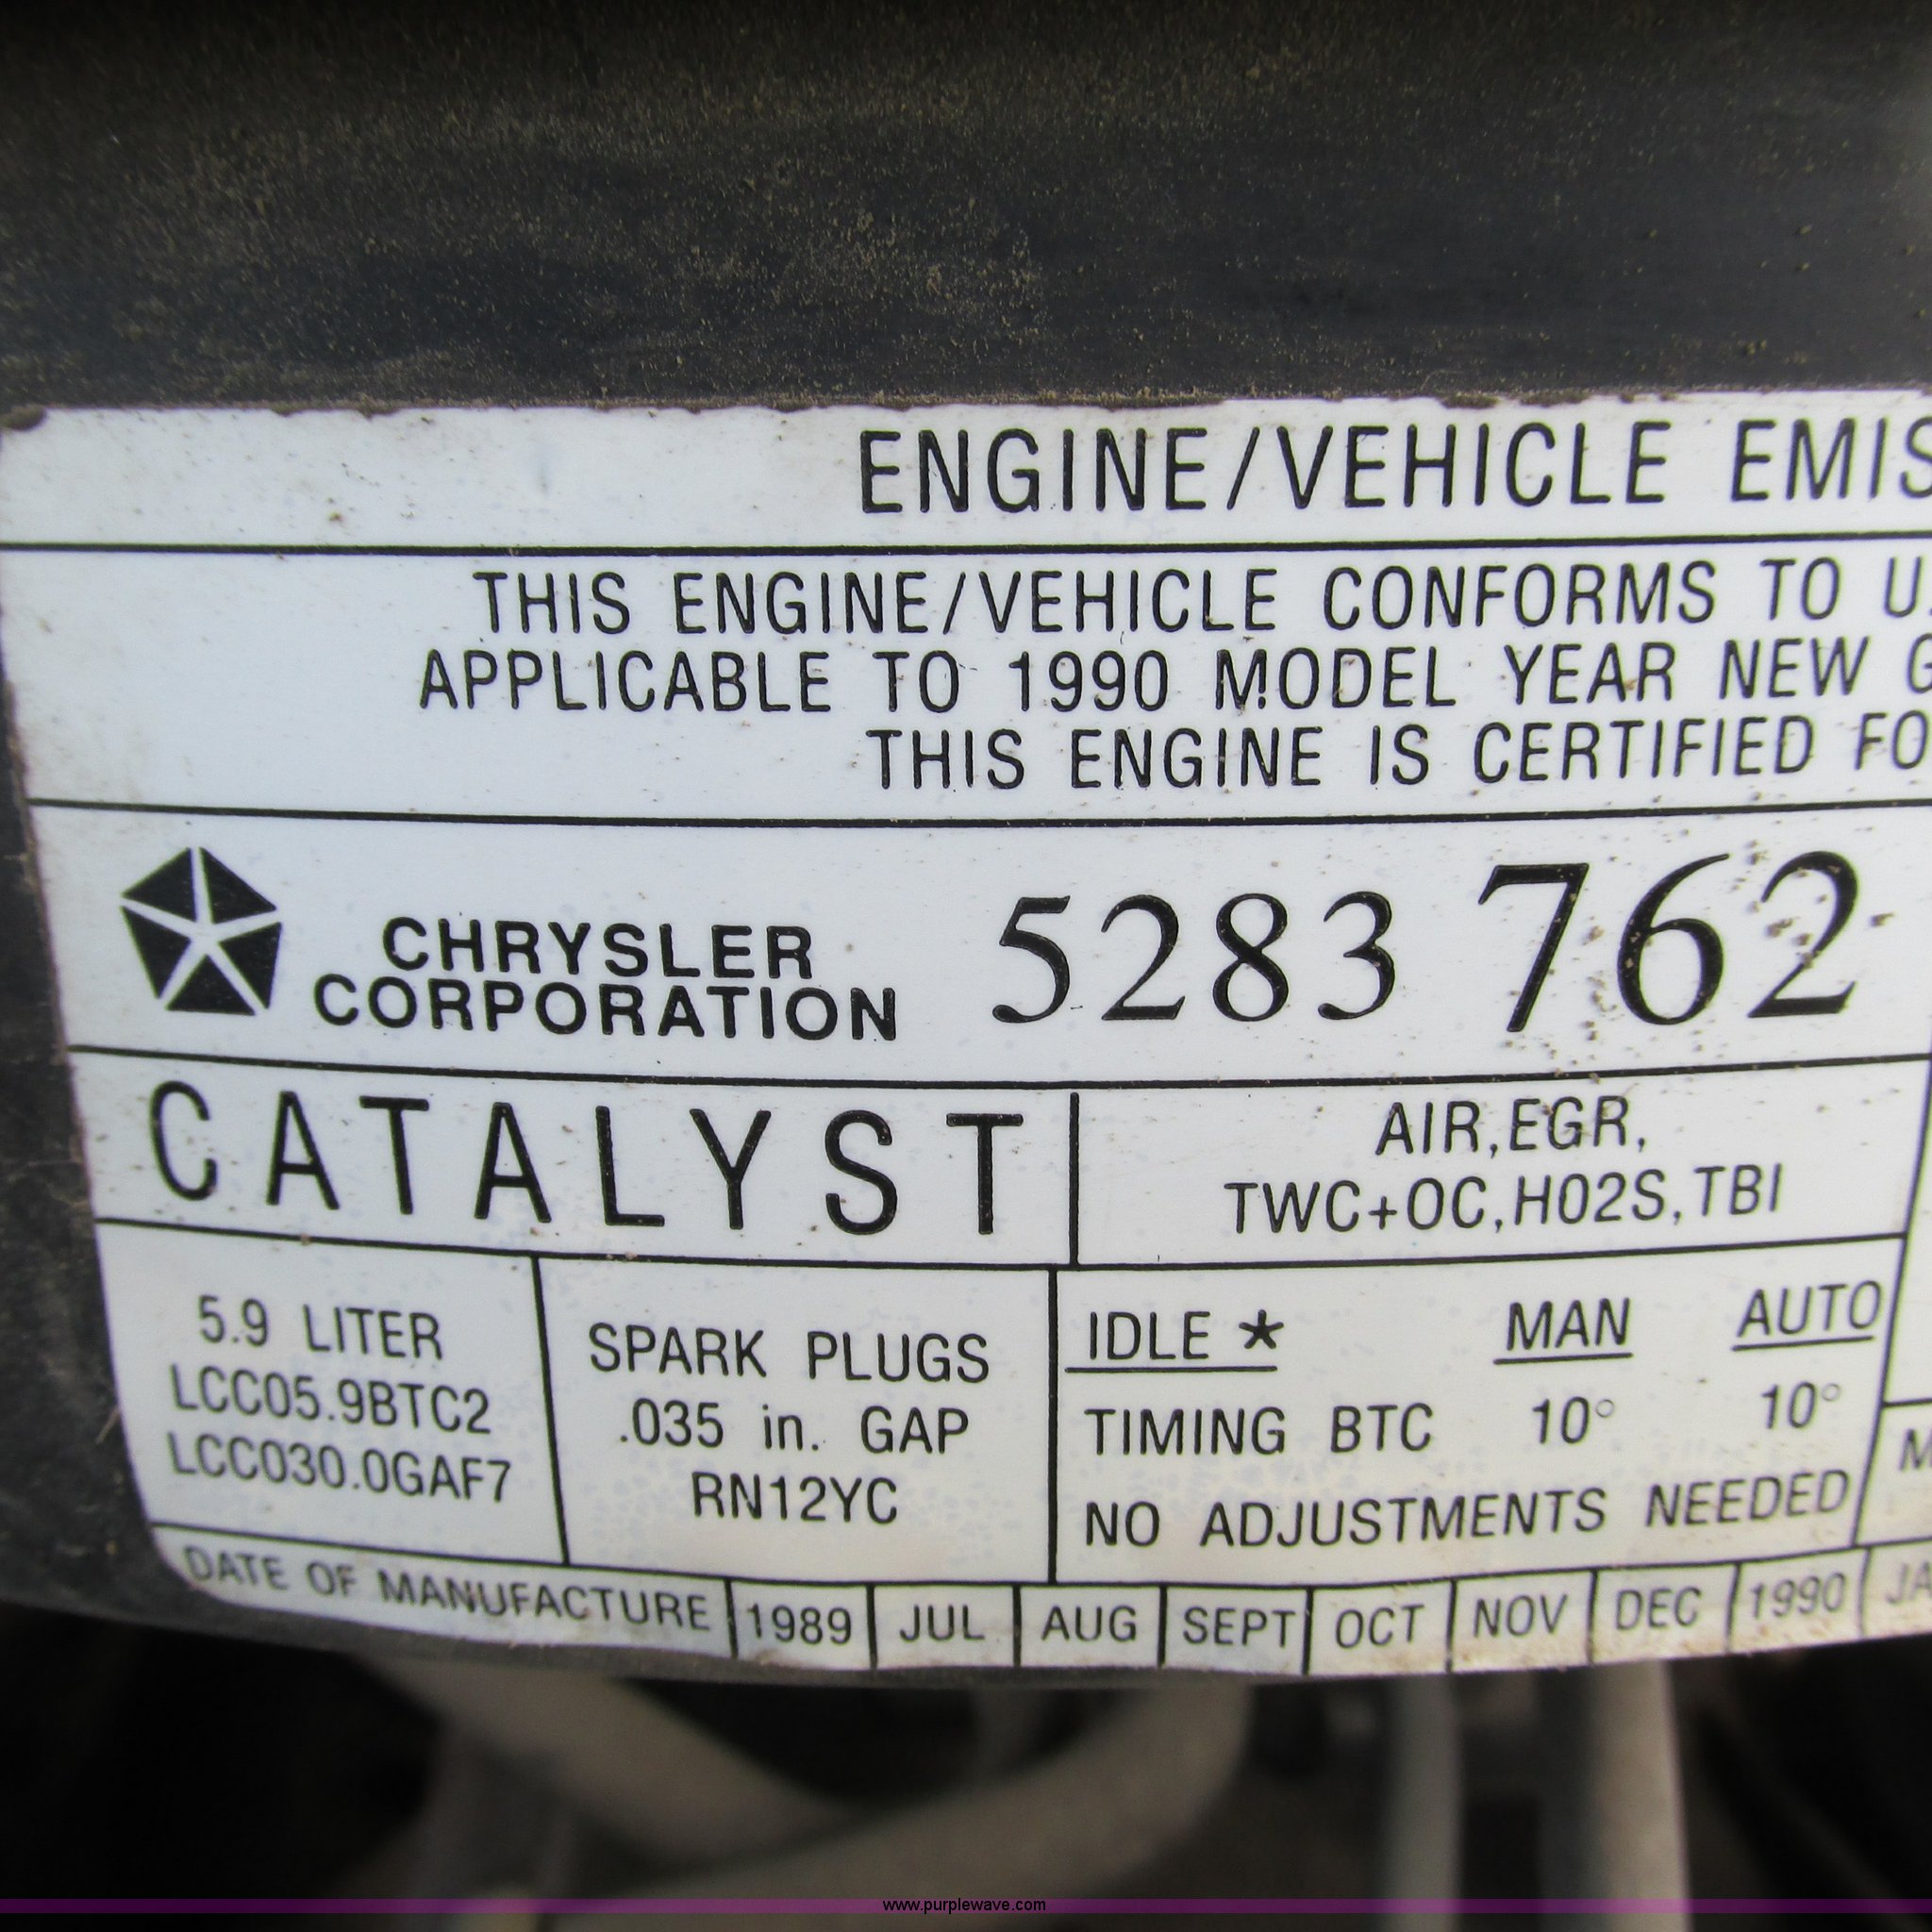 ENGINE/VEHICLE EMIS
THIS ENGINE/VEHICLE CONFORMS TO U
APPLICABLE TO 1990 MODEL YEAR NEW G
THIS ENGINE IS CERTIFIED FO
CHRYSLER
CORPORATION
5283 762
CATALYST
AIR,EGR,
TWC+OC,H02S,TBI
5.9 LITER
LCC05.9BTC2
LCC030.0GAF7
SPARK PLUGS
.035 in. GAP
RN12YC
IDLE * MAN AUTO
TIMING BTC 10° 10°
NO ADJUSTMENTS NEEDED
M
DATE OF MANUFACTURE 1989 JUL AUG SEPT OCT NOV DEC 1990 JA
www.purplewave.com